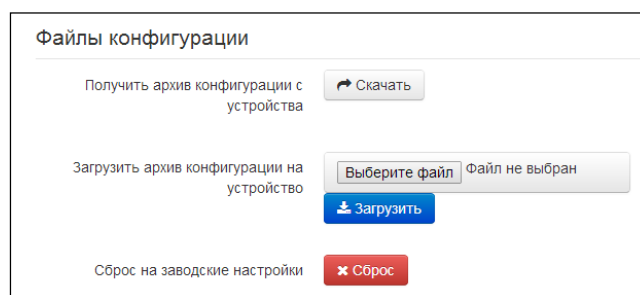 Файлы конфигурации
Получить архив конфигурации с
устройства
Скачать
Загрузить архив конфигурации на
устройство
Выберите файл Файл не выбран
Загрузить
Сброс на заводские настройки
Сброс